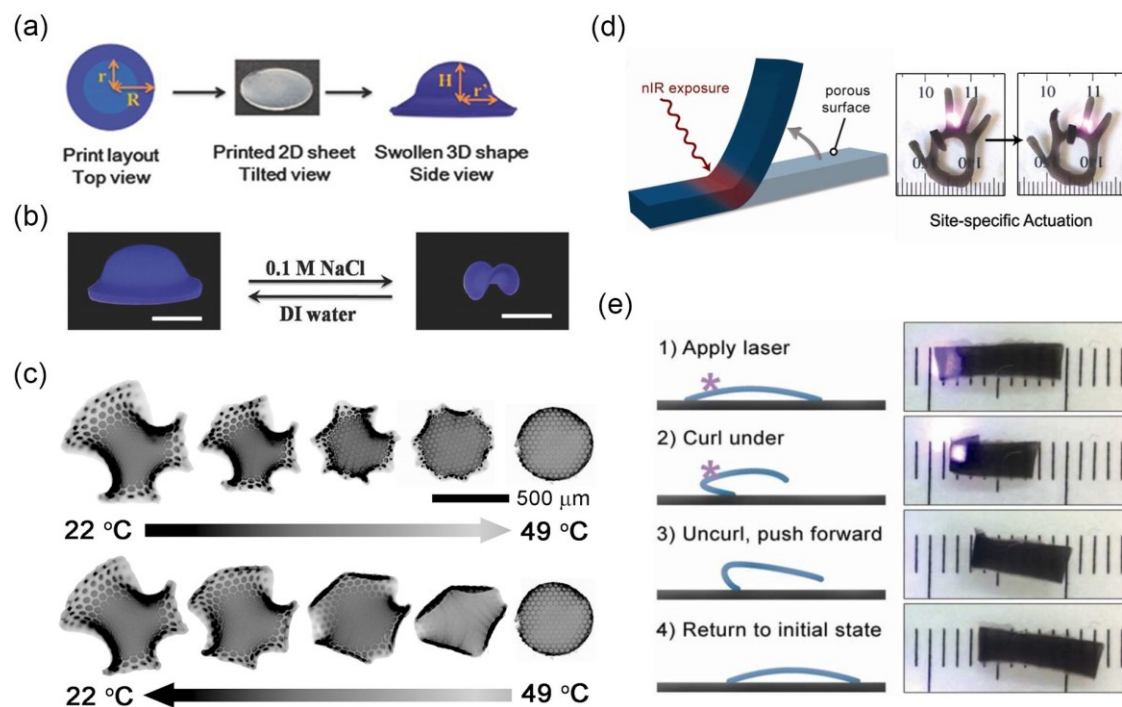 (a)
r
R
H
r'
Print layout
Top view
Printed 2D sheet
Tilted view
Swollen 3D shape
Side view
(b)
0.1 M NaCl
DI water
(c)
500 μm
22 °C
49 °C
22 °C
49 °C
(d)
nIR exposure
porous
surface
10 11
10 11
Site-specific Actuation
(e)
1) Apply laser
*
2) Curl under
*
3) Uncurl, push forward
4) Return to initial state